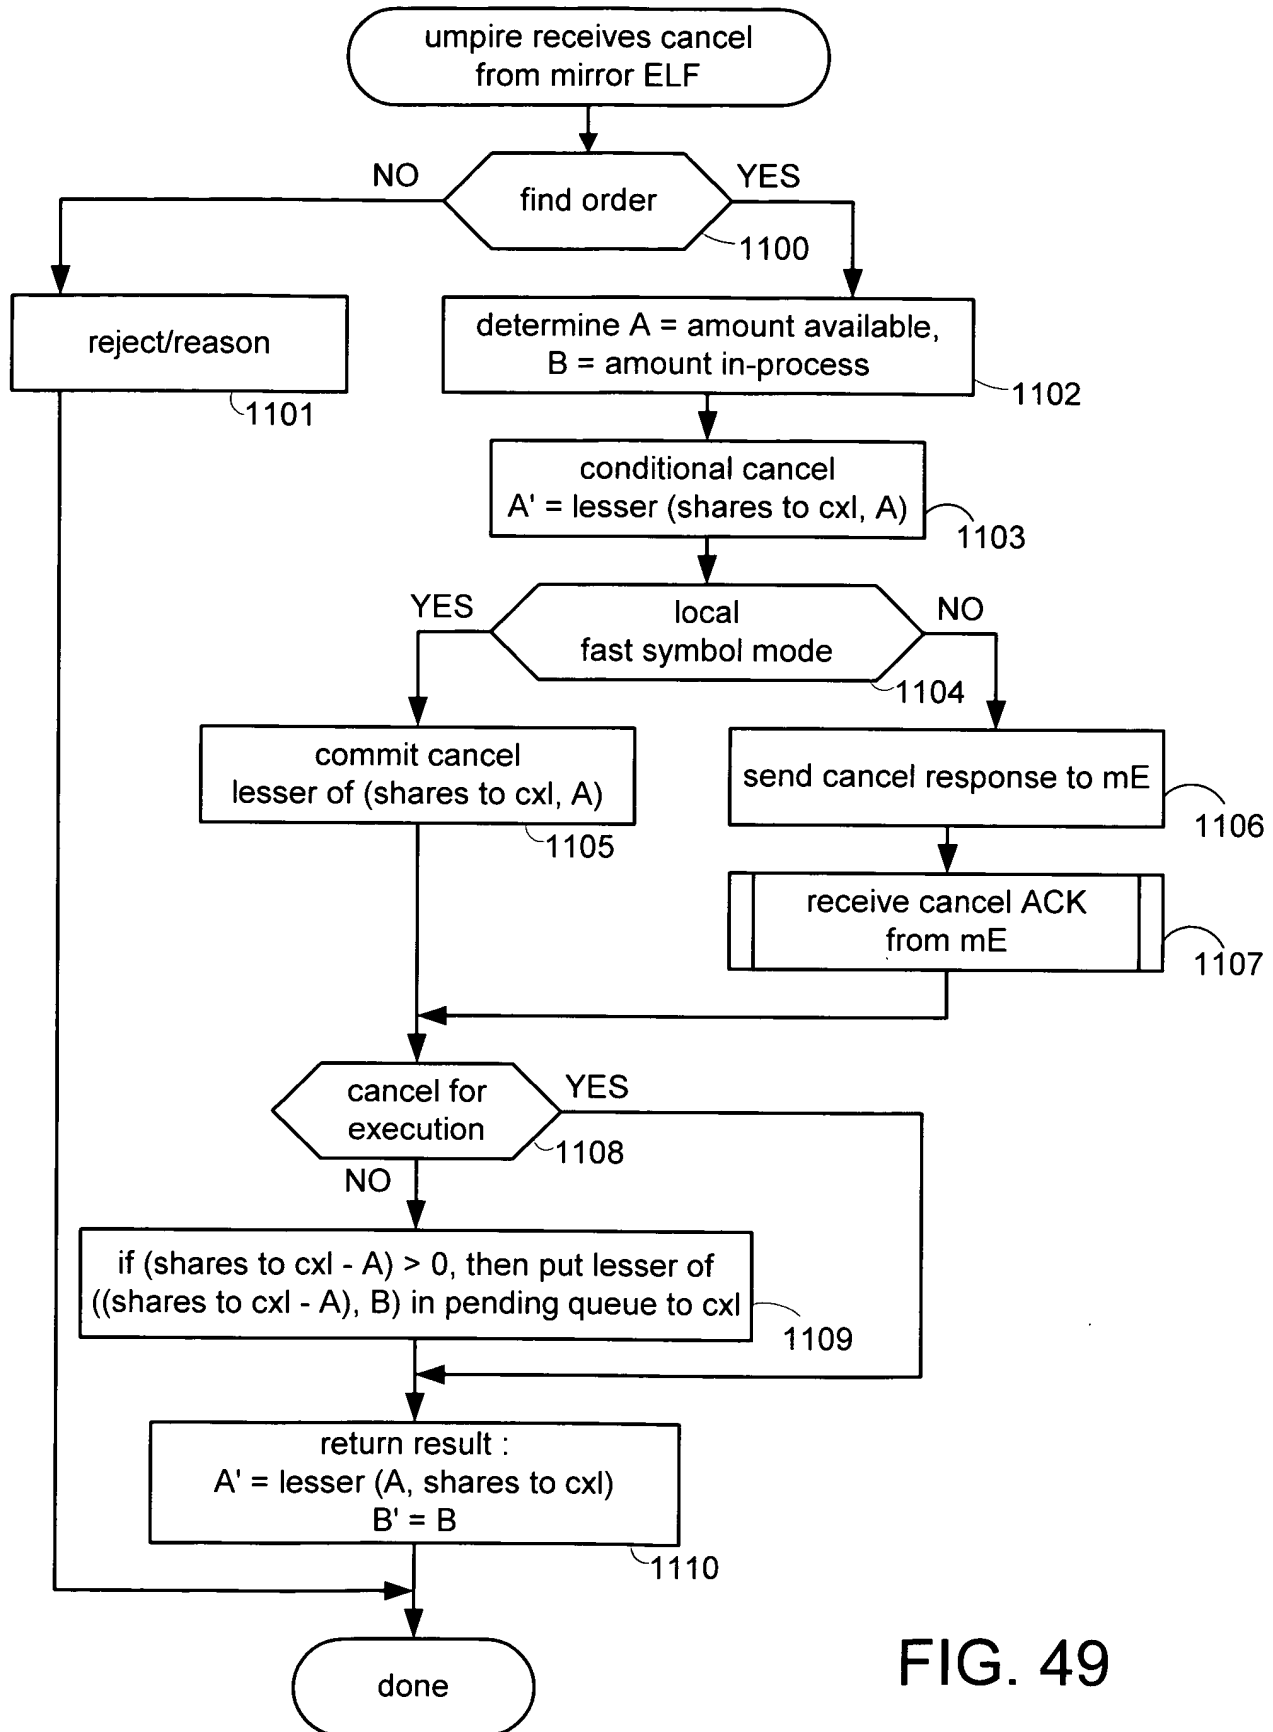 umpire receives cancel
from mirror ELF
NO
YES
find order
1100
reject/reason
1101
determine A = amount available,
B = amount in-process
1102
conditional cancel
A' = lesser (shares to cxl, A)
1103
YES
NO
local
fast symbol mode
1104
commit cancel
lesser of (shares to cxl, A)
1105
send cancel response to mE
1106
receive cancel ACK
from mE
1107
cancel for
execution
YES
1108
NO
if (shares to cxl - A) > 0, then put lesser of
((shares to cxl - A), B) in pending queue to cxl
1109
return result :
A' = lesser (A, shares to cxl)
B' = B
1110
done
FIG. 49